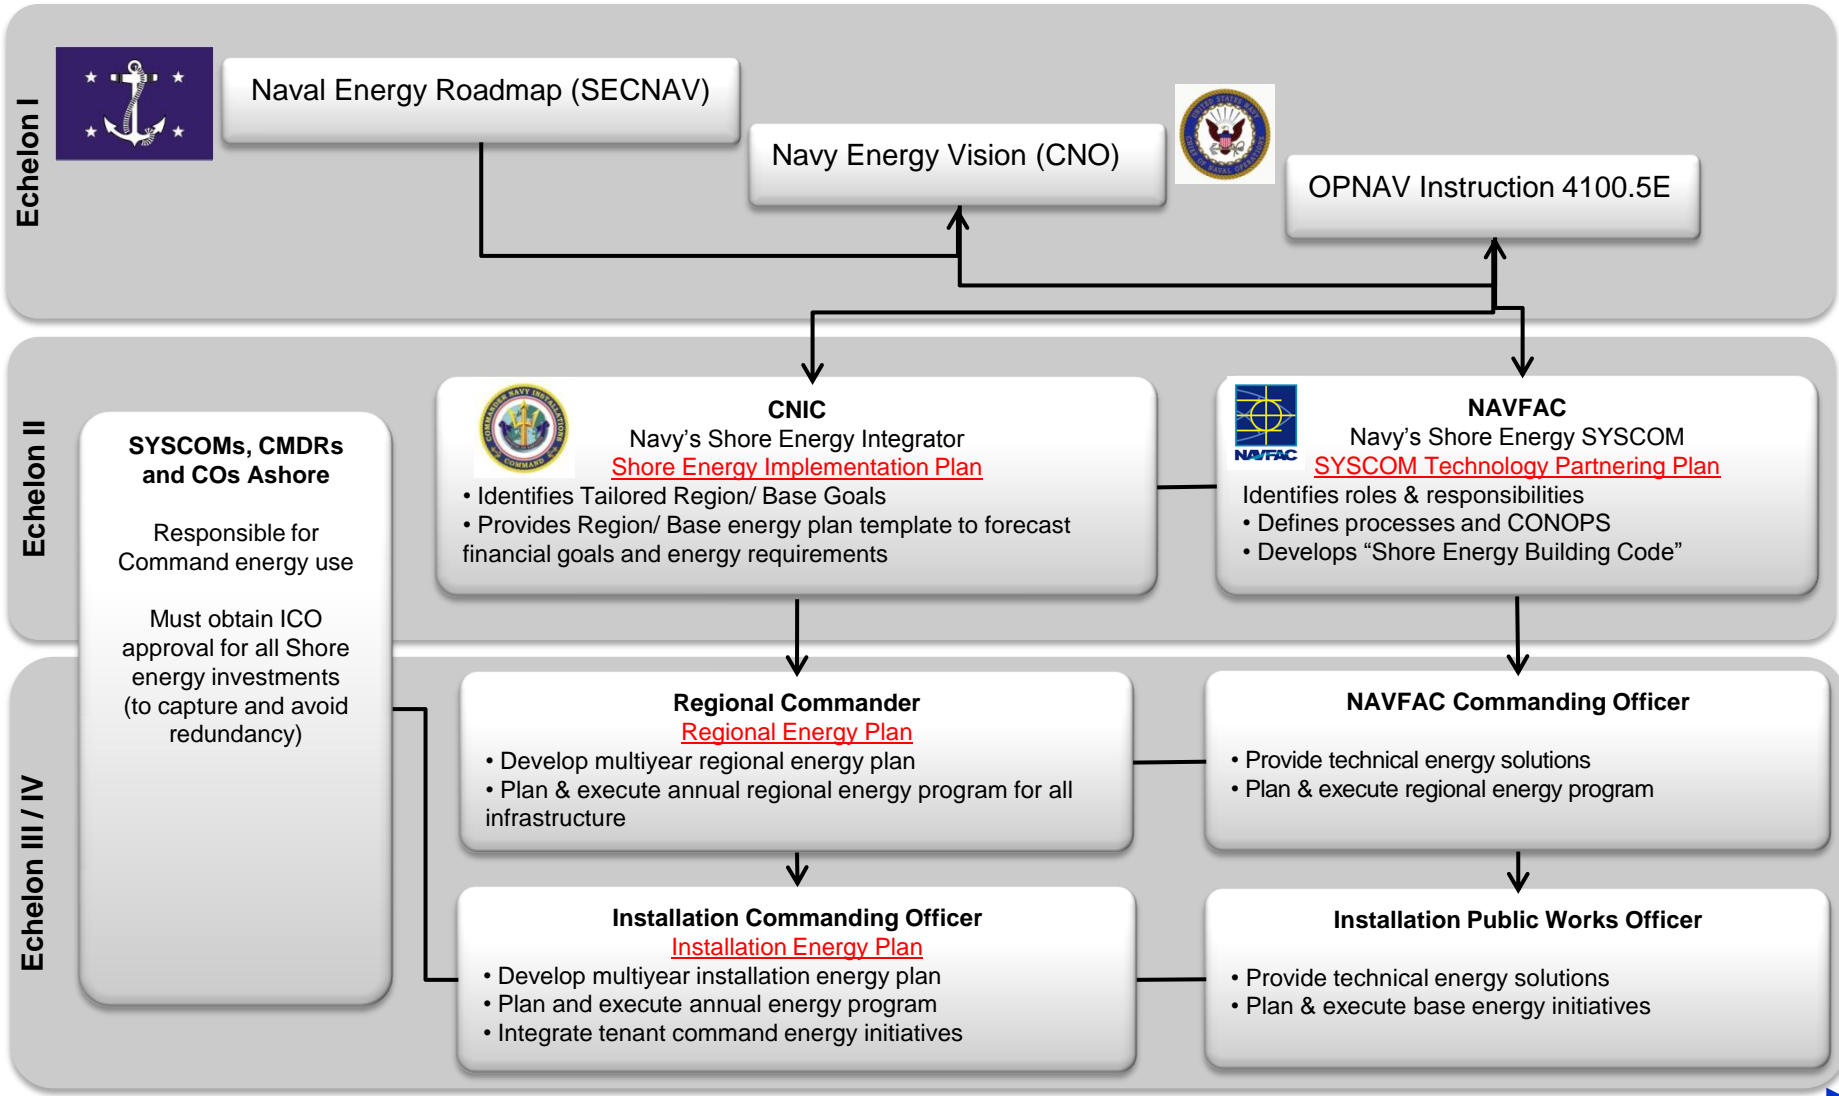 Echelon I
Naval Energy Roadmap (SECNAV)
Navy Energy Vision (CNO)
OPNAV Instruction 4100.5E
Echelon II
SYSCOMs, CMDRs
and COs Ashore
Responsible for
Command energy use
Must obtain ICO
approval for all Shore
energy investments
(to capture and avoid
redundancy)
CNIC
Navy’s Shore Energy Integrator
Shore Energy Implementation Plan
• Identifies Tailored Region/ Base Goals
• Provides Region/ Base energy plan template to forecast
financial goals and energy requirements
NAVFAC
NAVFAC
Navy’s Shore Energy SYSCOM
SYSCOM Technology Partnering Plan
Identifies roles & responsibilities
• Defines processes and CONOPS
• Develops “Shore Energy Building Code”
Echelon III / IV
Regional Commander
Regional Energy Plan
• Develop multiyear regional energy plan
• Plan & execute annual regional energy program for all
infrastructure
NAVFAC Commanding Officer
• Provide technical energy solutions
• Plan & execute regional energy program
Installation Commanding Officer
Installation Energy Plan
• Develop multiyear installation energy plan
• Plan and execute annual energy program
• Integrate tenant command energy initiatives
Installation Public Works Officer
• Provide technical energy solutions
• Plan & execute base energy initiatives